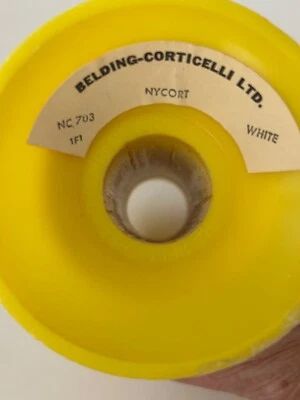 BELDING-CORTICELLI LTD.
NYCORT
NC 703
WHITE
1F1